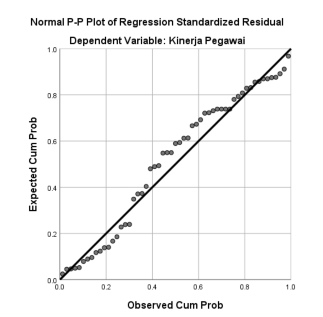 Normal P-P Plot of Regression Standardized Residual
Dependent Variable: Kinerja Pegawai
Expected Cum Prob
1.0
0.8
0.6
0.4
0.2
0.0
0.0 0.2 0.4 0.6 0.8 1.0
Observed Cum Prob